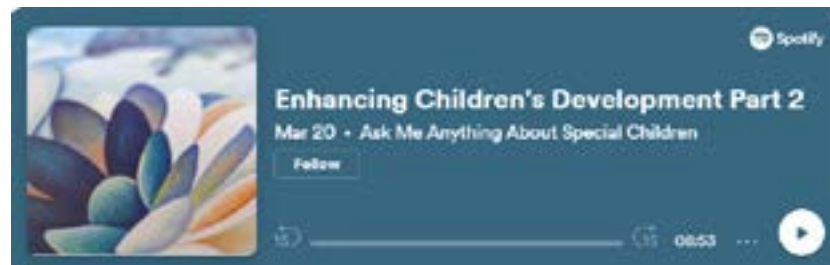 Spotify
Enhancing Children's Development Part 2
Mar 20 • Ask Me Anything About Special Children
Follow
15 15 08:53 ...